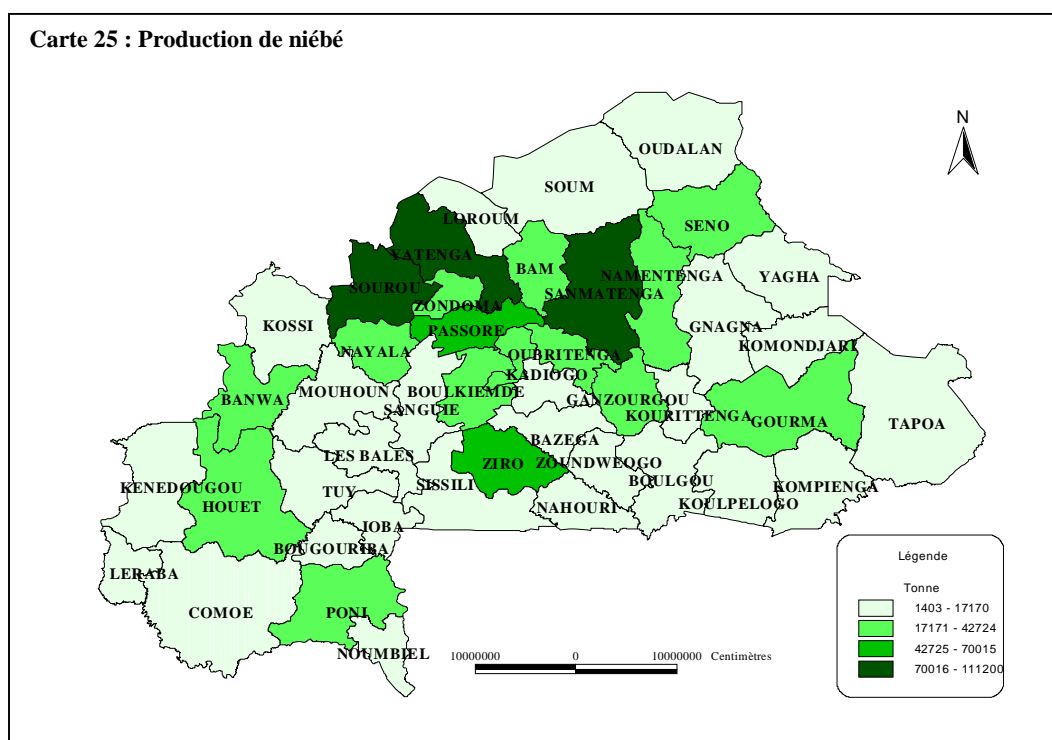 Carte 25 : Production de niébé
N
OUDALAN
SOUM
SENO
LOROUM
YATENGA
BAM
NAMENTENGA
YAGHA
SOUROU
SANMATENGA
ZONDOMA
KOSSI
PASSORE
GNAGNA
KOMONDJARI
NAYALA
OUBRITENGA
KADIOGO
MOUHOUN
BOULKIEMDE
BANWA
GANZOURGOU
SANGUIE
KOURITTENGA
GOURMA
TAPOA
BAZEGA
LES BALES
ZIRO
ZOUNDWEOGO
SISSILI
BOULGOU
KENEDOUGOU
TUY
KOMPIENGA
HOUET
NAHOURI
KOULPELOGO
IOBA
BOUGOURIBA
LERABA
COMOE
PONI
NOUMBIEL
Légende
Tonne
1403 - 17170
17171 - 42724
42725 - 70015
70016 - 111200
10000000 0 10000000 Centimètres